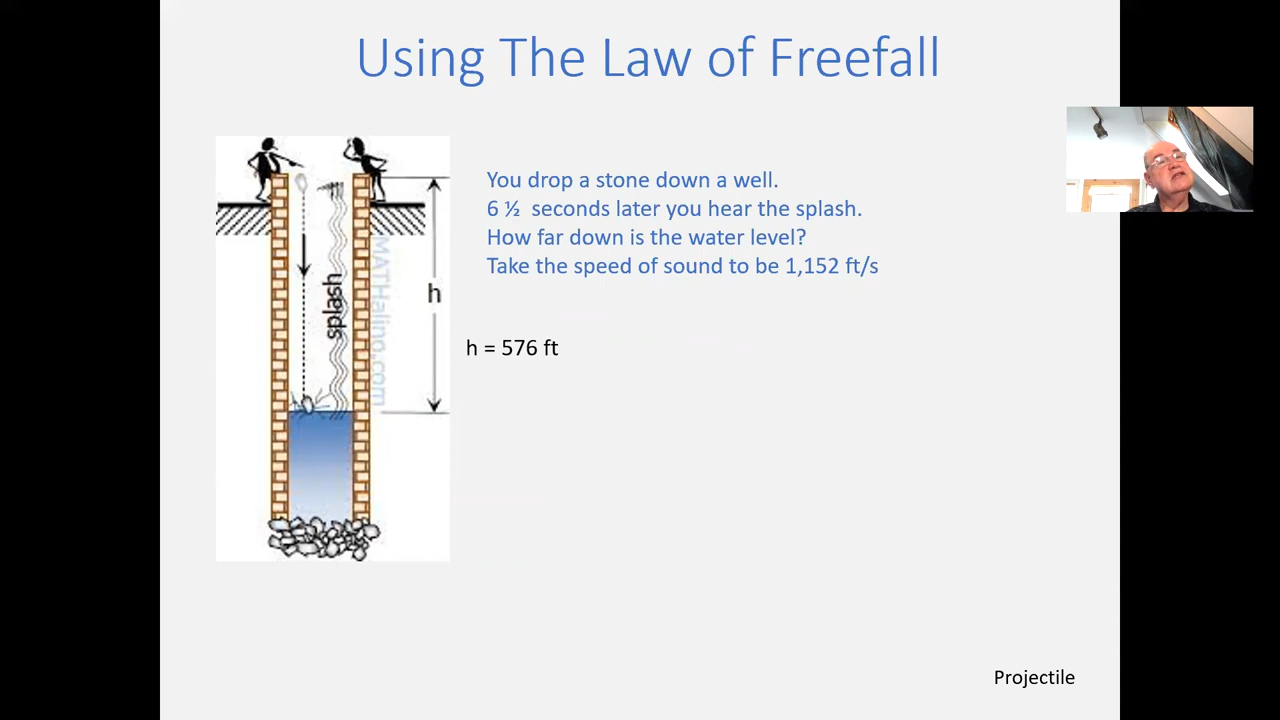 Using The Law of Freefall
You drop a stone down a well.
6 ½  seconds later you hear the splash.
How far down is the water level?
Take the speed of sound to be 1,152 ft/s
splash
MATHalino.com
h
h = 576 ft
Projectile